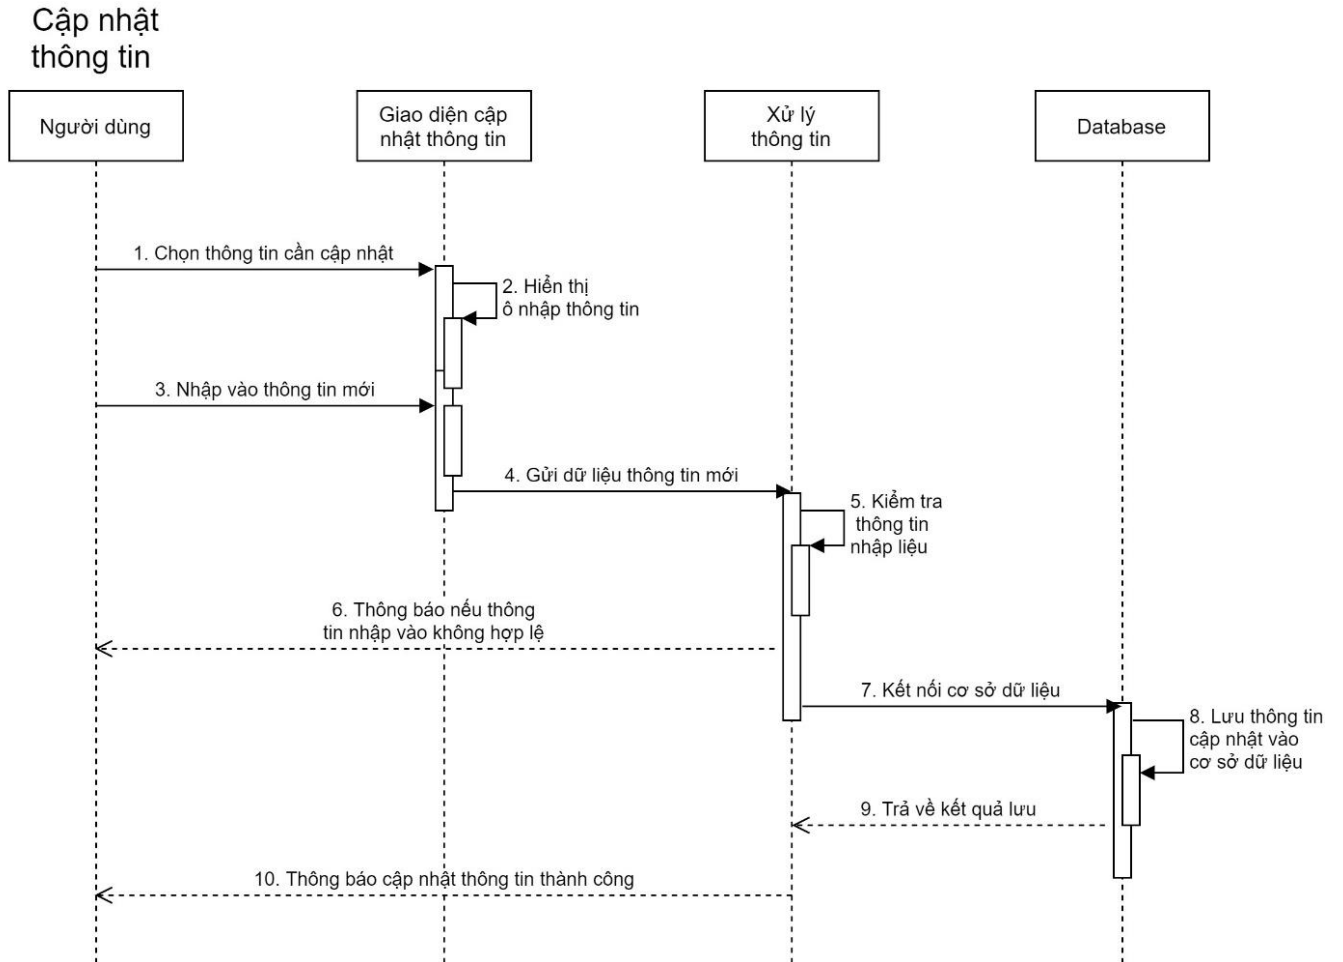 Cập nhật
thông tin
Người dùng
Giao diện cập
nhật thông tin
Xử lý
thông tin
Database
1. Chọn thông tin cần cập nhật
2. Hiển thị
ô nhập thông tin
3. Nhập vào thông tin mới
4. Gửi dữ liệu thông tin mới
5. Kiểm tra
thông tin
nhập liệu
6. Thông báo nếu thông
tin nhập vào không hợp lệ
7. Kết nối cơ sở dữ liệu
8. Lưu thông tin
cập nhật vào
cơ sở dữ liệu
9. Trả về kết quả lưu
10. Thông báo cập nhật thông tin thành công